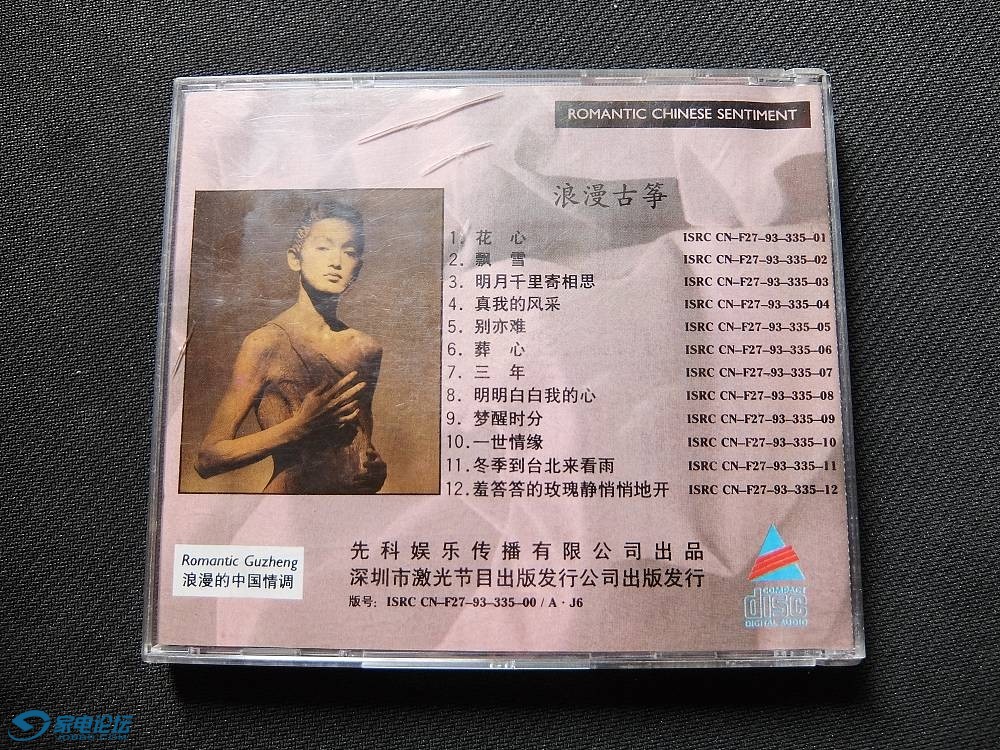 ROMANTIC CHINESE SENTIMENT
浪漫古筝
1. 花 心 ISRC CN-F27-93-335-01
2. 飘 雪 ISRC CN-F27-93-335-02
3. 明月千里寄相思 ISRC CN-F27-93-335-03
4. 真我的风采 ISRC CN-F27-93-335-04
5. 别亦难 ISRC CN-F27-93-335-05
6. 葬 心 ISRC CN-F27-93-335-06
7. 三 年 ISRC CN-F27-93-335-07
8. 明明白白我的心 ISRC CN-F27-93-335-08
9. 梦醒时分 ISRC CN-F27-93-335-09
10. 一世情缘 ISRC CN-F27-93-335-10
11. 冬季到台北来看雨 ISRC CN-F27-93-335-11
12. 羞答答的玫瑰静悄悄地开 ISRC CN-F27-93-335-12
Romantic Guzheng
浪漫的中国情调
先科娱乐传播有限公司出品
深圳市激光节目出版发行公司出版发行
版号: ISRC CN-F27-93-335-00 / A · J6
COMPACT
disc
DIGITAL AUDIO
家电论坛